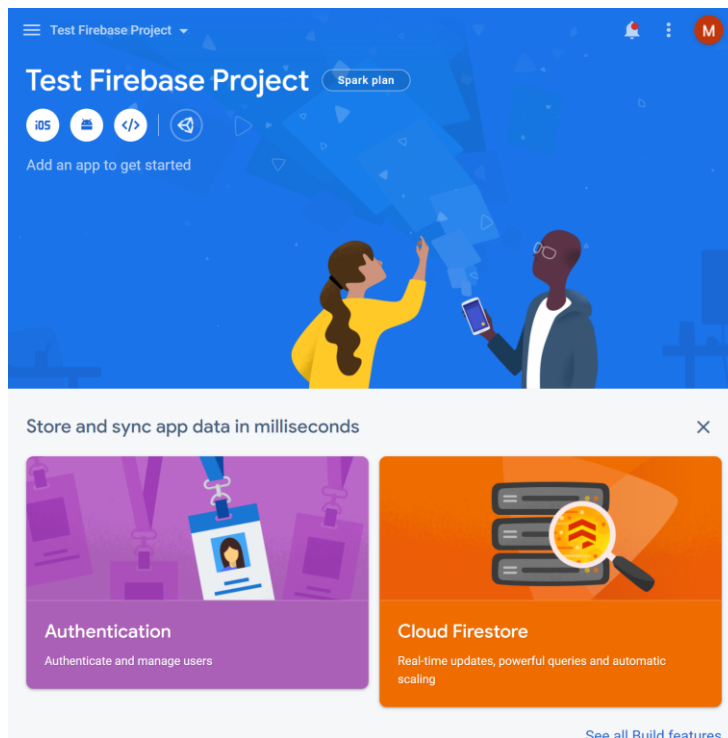 Test Firebase Project
M
Test Firebase Project Spark plan
iOS </>
Add an app to get started
Store and sync app data in milliseconds
Authentication
Authenticate and manage users
Cloud Firestore
Real-time updates, powerful queries and automatic
scaling
See all Build features